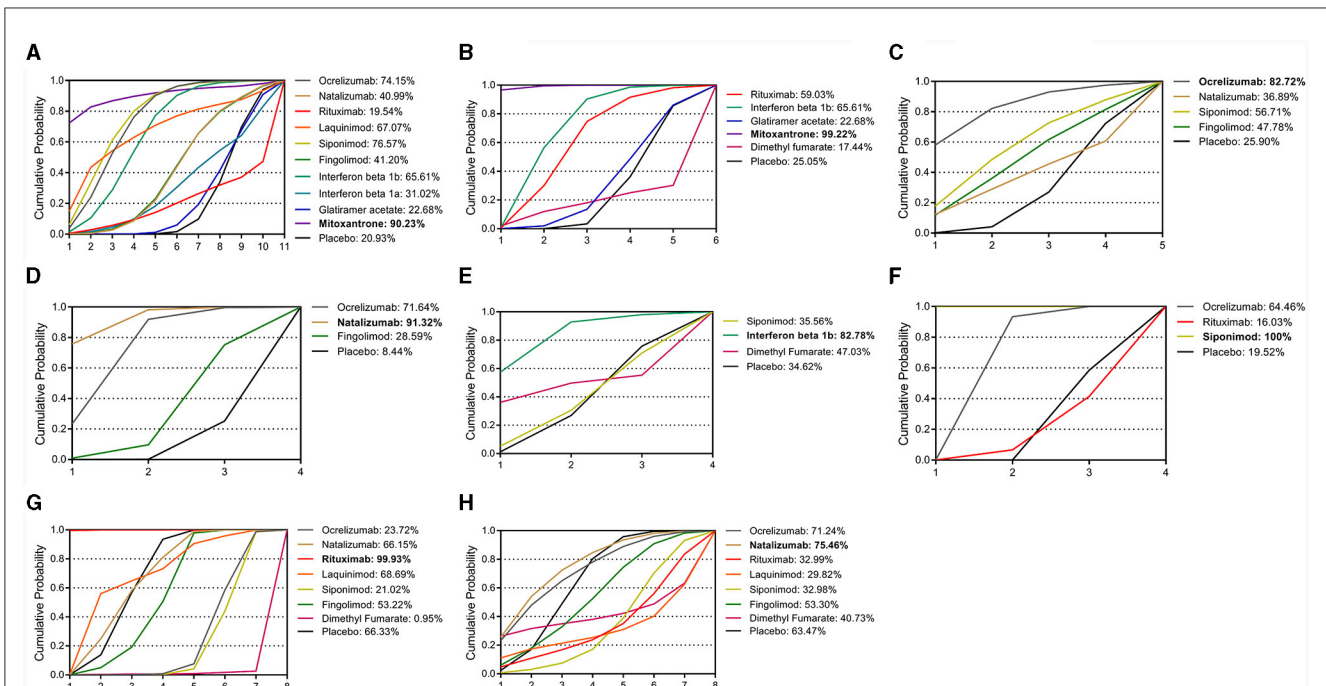 A
Cumulative Probability
1.0
0.8
0.6
0.4
0.2
0.0
1 2 3 4 5 6 7 8 9 10 11
Ocrelizumab: 74.15%
Natalizumab: 40.99%
Rituximab: 19.54%
Laquinimod: 67.07%
Siponimod: 76.57%
Fingolimod: 41.20%
Interferon beta 1b: 65.61%
Interferon beta 1a: 31.02%
Glatiramer acetate: 22.68%
Mitoxantrone: 90.23%
Placebo: 20.93%
B
Cumulative Probability
1.0
0.8
0.6
0.4
0.2
0.0
1 2 3 4 5 6
Rituximab: 59.03%
Interferon beta 1b: 65.61%
Glatiramer acetate: 22.68%
Mitoxantrone: 99.22%
Dimethyl fumarate: 17.44%
Placebo: 25.05%
C
Cumulative Probability
1.0
0.8
0.6
0.4
0.2
0.0
1 2 3 4 5
Ocrelizumab: 82.72%
Natalizumab: 36.89%
Siponimod: 56.71%
Fingolimod: 47.78%
Placebo: 25.90%
D
Cumulative Probability
1.0
0.8
0.6
0.4
0.2
0.0
1 2 3 4
Ocrelizumab: 71.64%
Natalizumab: 91.32%
Fingolimod: 28.59%
Placebo: 8.44%
E
Cumulative Probability
1.0
0.8
0.6
0.4
0.2
0.0
1 2 3 4
Siponimod: 35.56%
Interferon beta 1b: 82.78%
Dimethyl Fumarate: 47.03%
Placebo: 34.62%
F
Cumulative Probability
1.0
0.8
0.6
0.4
0.2
0.0
1 2 3 4
Ocrelizumab: 64.46%
Rituximab: 16.03%
Siponimod: 100%
Placebo: 19.52%
G
Cumulative Probability
1.0
0.8
0.6
0.4
0.2
0.0
1 2 3 4 5 6 7 8
Ocrelizumab: 23.72%
Natalizumab: 66.15%
Rituximab: 99.93%
Laquinimod: 68.69%
Siponimod: 21.02%
Fingolimod: 53.22%
Dimethyl Fumarate: 0.95%
Placebo: 66.33%
H
Cumulative Probability
1.0
0.8
0.6
0.4
0.2
0.0
1 2 3 4 5 6 7 8
Ocrelizumab: 71.24%
Natalizumab: 75.46%
Rituximab: 32.99%
Laquinimod: 29.82%
Siponimod: 32.98%
Fingolimod: 53.30%
Dimethyl Fumarate: 40.73%
Placebo: 63.47%